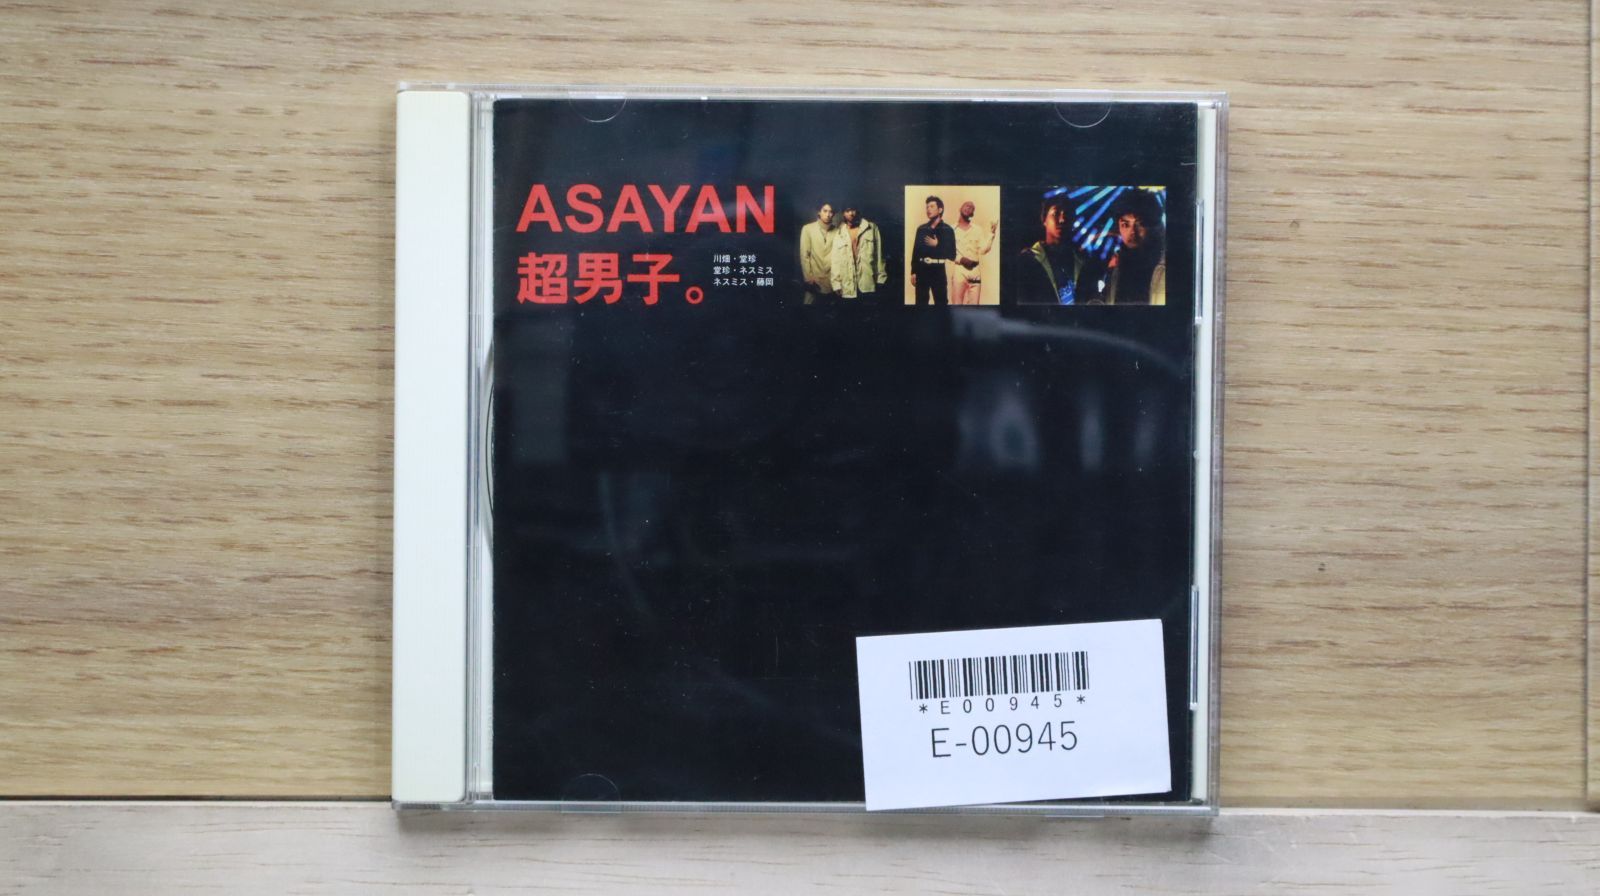 ASAYAN
超男子。
川畑・堂珍
堂珍・ネスミス
ネスミス・藤岡
*E00945*
E-00945